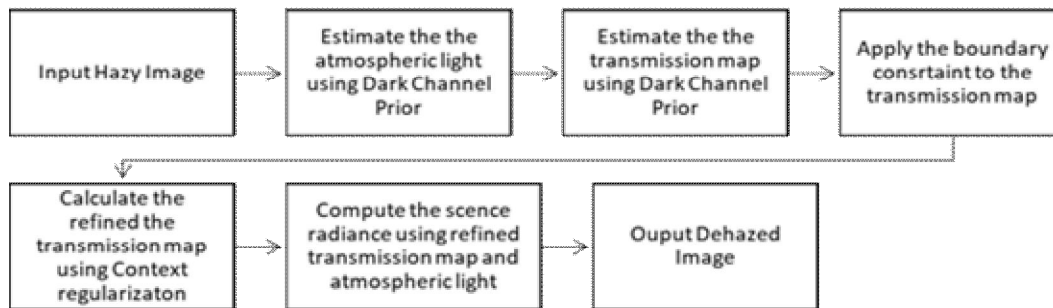 Input Hazy Image
Estimate the the
atmospheric light
using Dark Channel
Prior
Estimate the the
transmission map
using Dark Channel
Prior
Apply the boundary
consrtaint to the
transmission map
Calculate the
refined the
transmission map
using Context
regularizaton
Compute the scence
radiance using refined
transmission map and
atmospheric light
Ouput Dehazed
Image